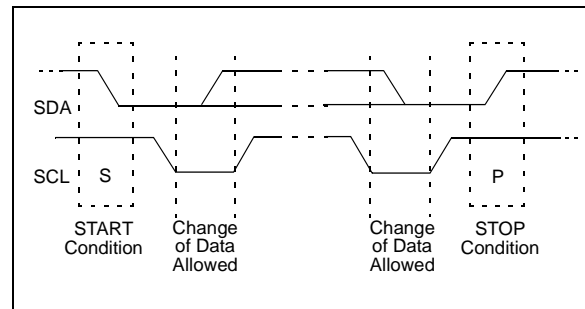 SDA
SCL
S
P
START
Condition
Change
of Data
Allowed
Change
of Data
Allowed
STOP
Condition